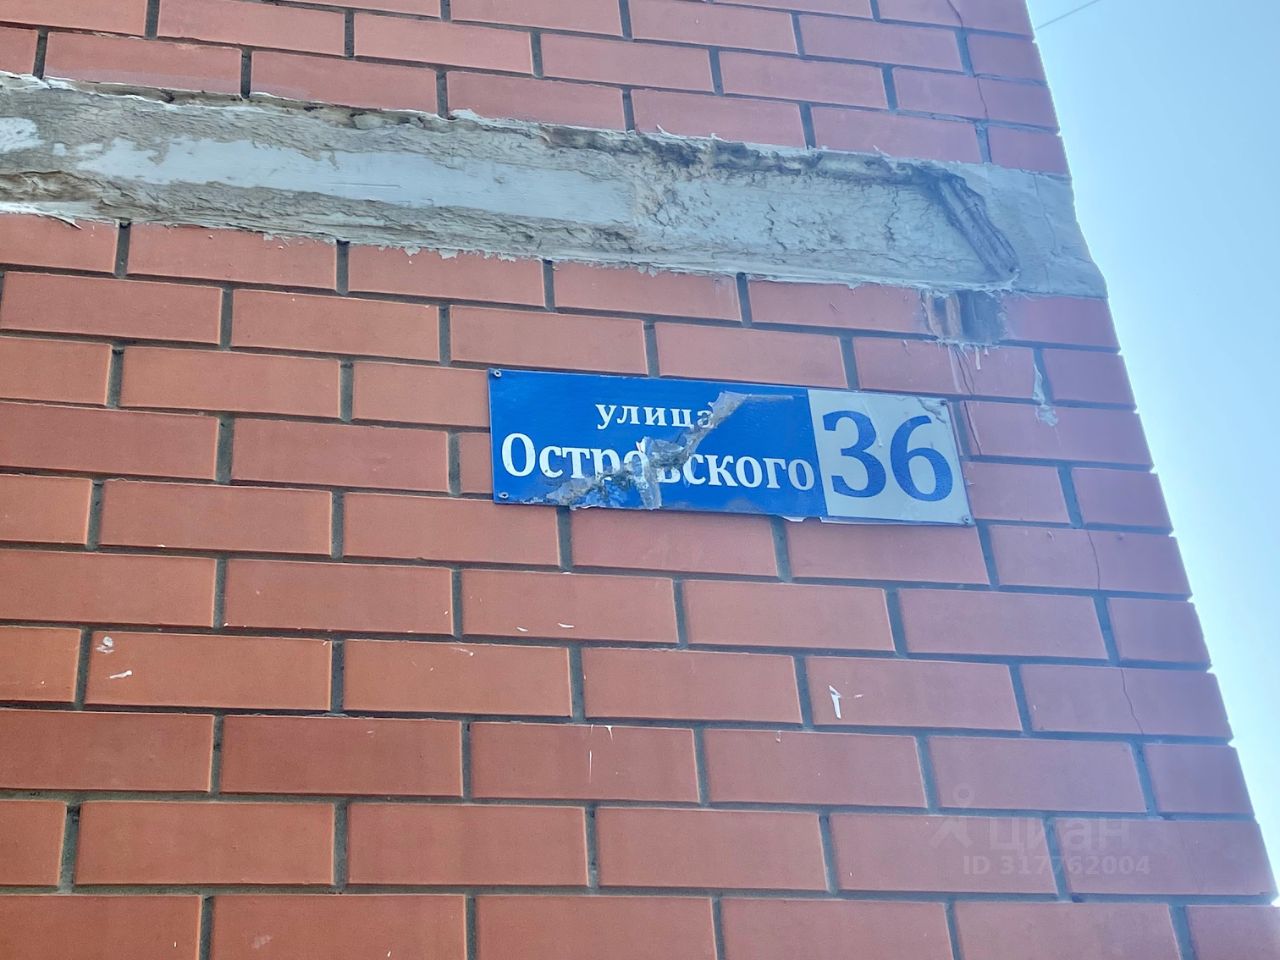 улица
Островского
36
циан
ID 317762004